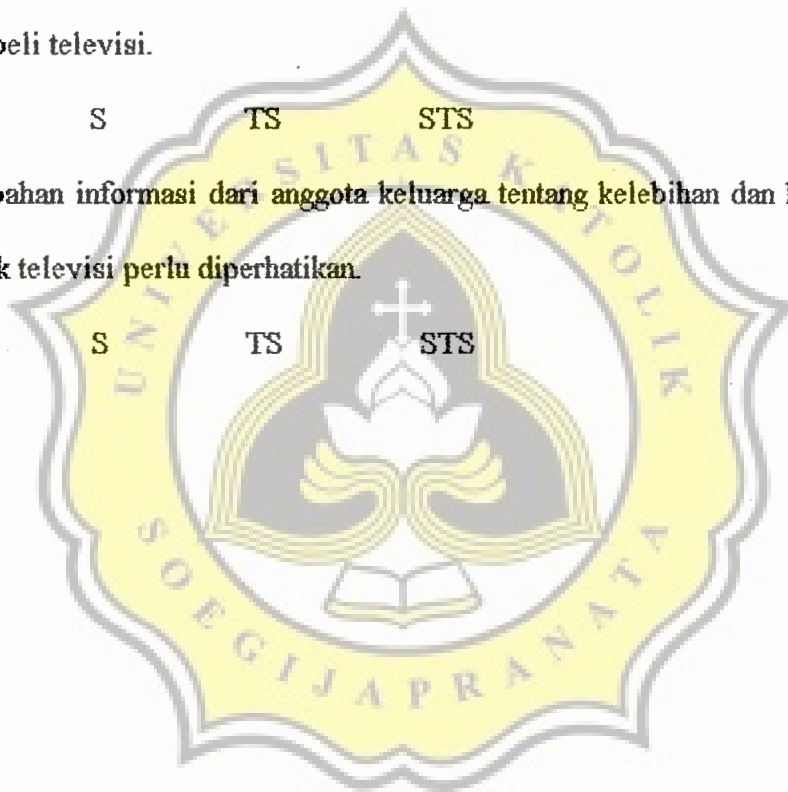 beli televisi.
S TS STS
bahan informasi dari anggota keluarga tentang kelebihan dan
k televisi perlu diperhatikan.
S TS STS
UNIVERSITAS KATOLIK
SOEGIJAPRANATA